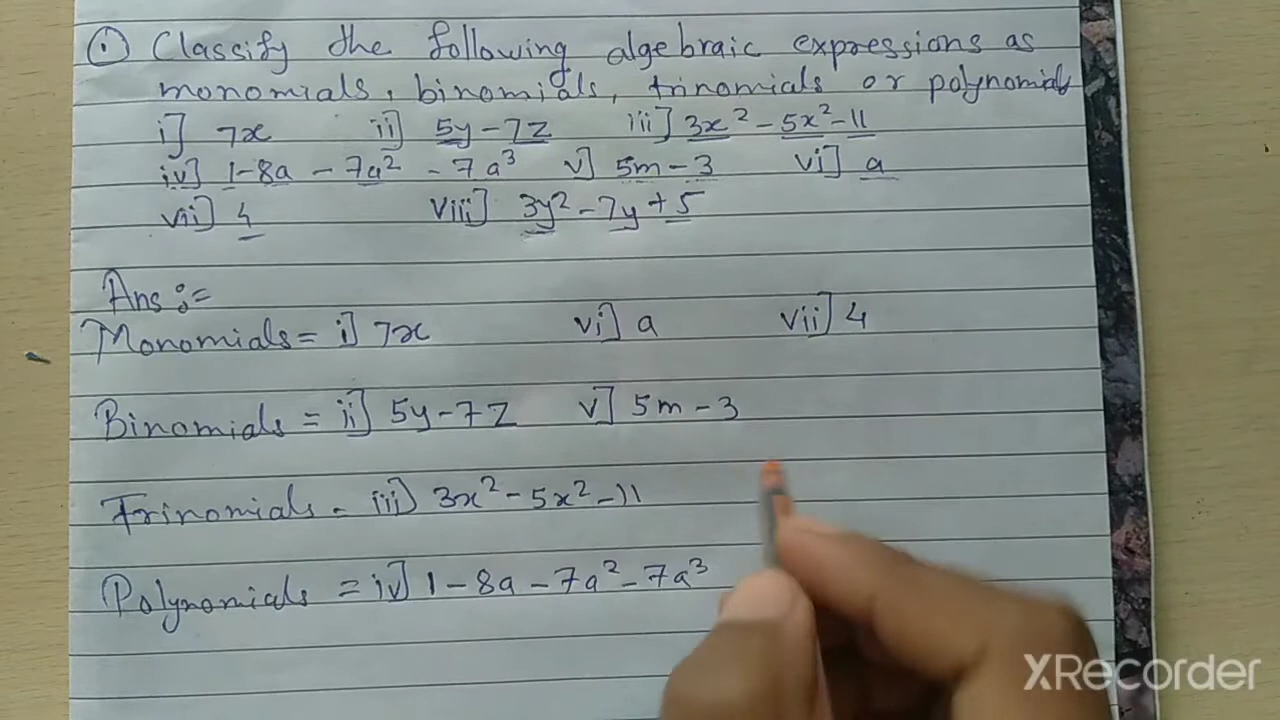 ① Classify the following algebraic expressions as
monomials, binomials, trinomials or polynomials
i] 7x ii] 5y - 7z iii] 3x² - 5x² - 11
iv] 1 - 8a - 7a² - 7a³ v] 5m - 3 vi] a
vii] 4 viii] 3y² - 7y + 5
Ans :=
Monomials = i] 7x vi] a vii] 4
Binomials = ii] 5y - 7z v] 5m - 3
Trinomials = iii] 3x² - 5x² - 11
Polynomials = iv] 1 - 8a - 7a² - 7a³
XRecorder